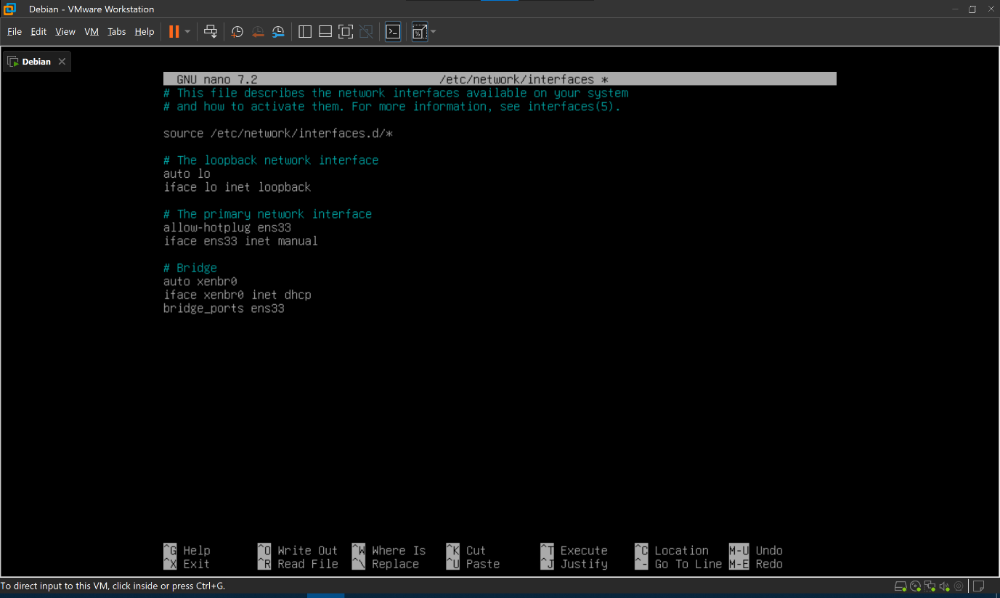 Debian - VMware Workstation
File Edit View VM Tabs Help
Debian
GNU nano 7.2 /etc/network/interfaces *
# This file describes the network interfaces available on your system
# and how to activate them. For more information, see interfaces(5).
source /etc/network/interfaces.d/*
# The loopback network interface
auto lo
iface lo inet loopback
# The primary network interface
allow-hotplug ens33
iface ens33 inet manual
# Bridge
auto xenbr0
iface xenbr0 inet dhcp
bridge_ports ens33
^G Help ^O Write Out ^W Where Is ^K Cut ^T Execute ^C Location M-U Undo
^X Exit ^R Read File ^\ Replace ^U Paste ^J Justify ^- Go To Line M-E Redo
To direct input to this VM, click inside or press Ctrl+G.